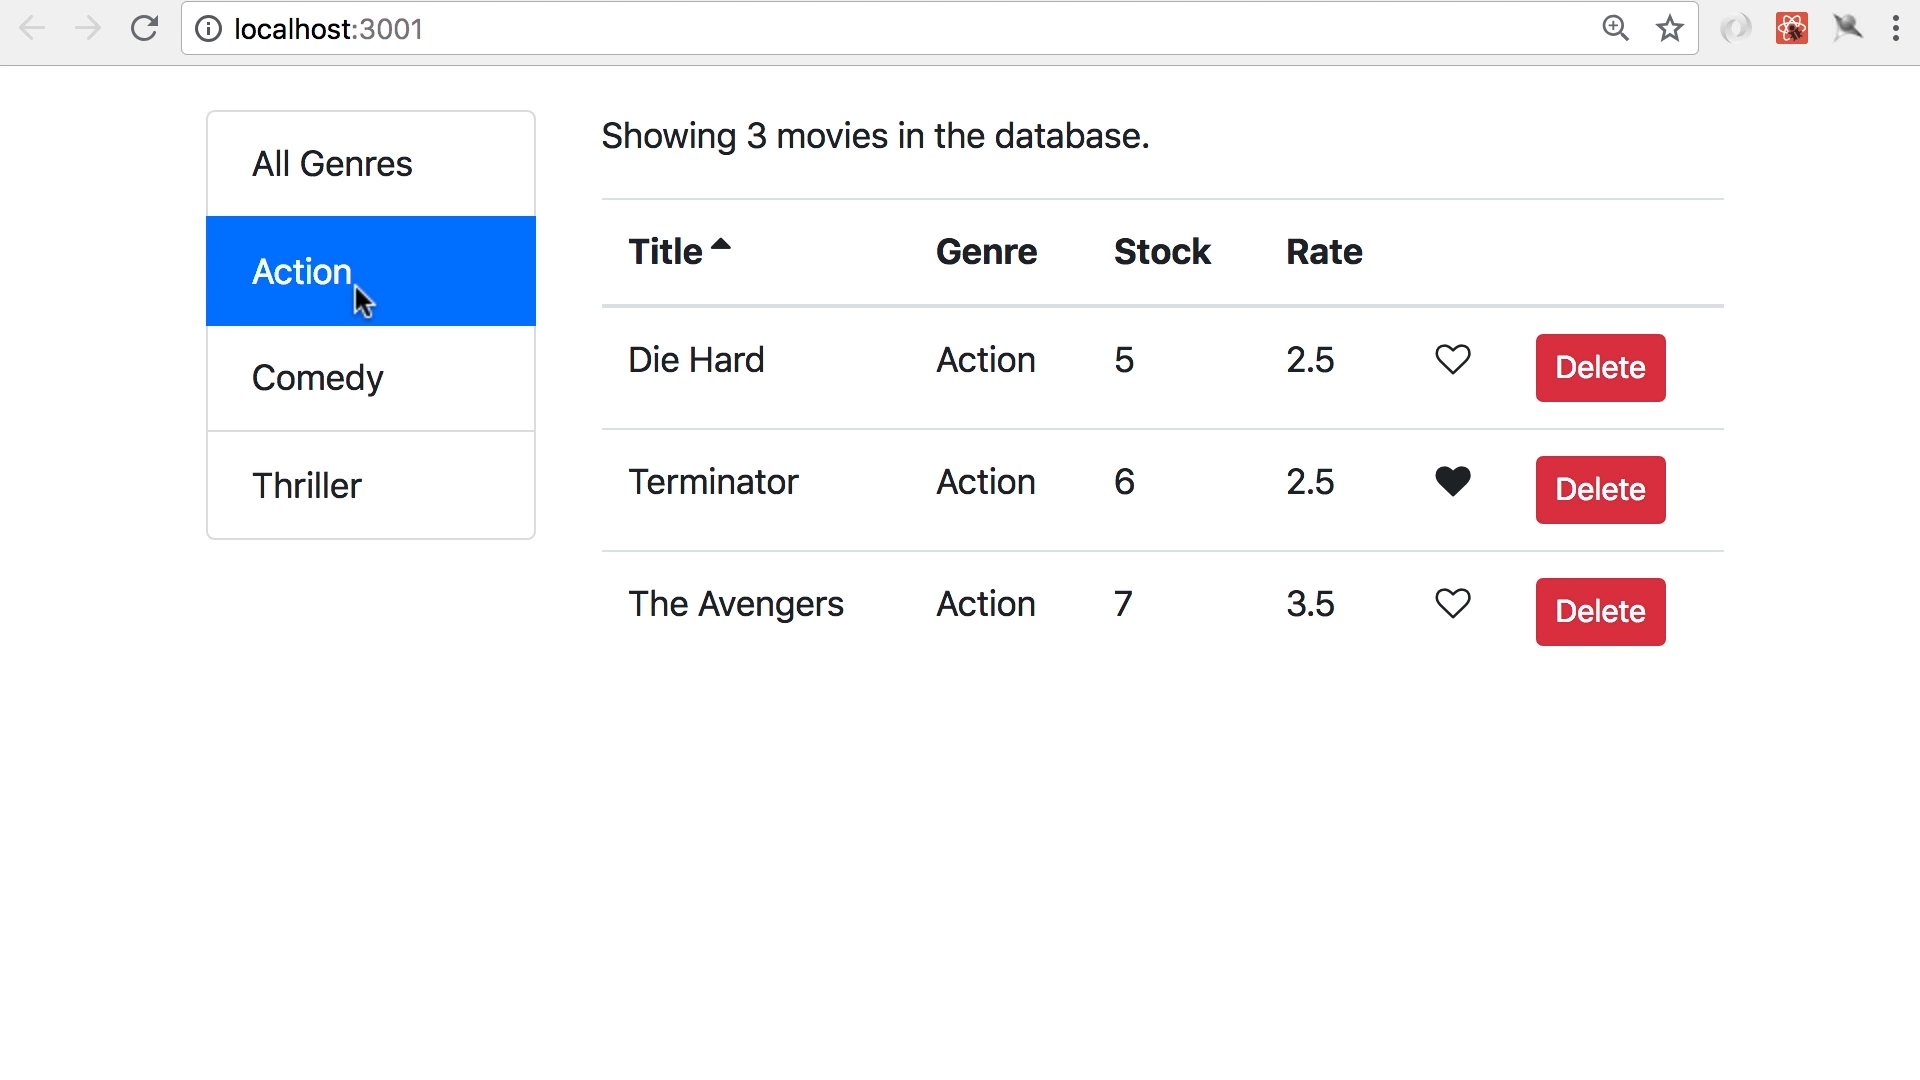 localhost:3001
All Genres
Action
Comedy
Thriller
Showing 3 movies in the database.
Title Genre Stock Rate
Die Hard Action 5 2.5 Delete
Terminator Action 6 2.5 Delete
The Avengers Action 7 3.5 Delete